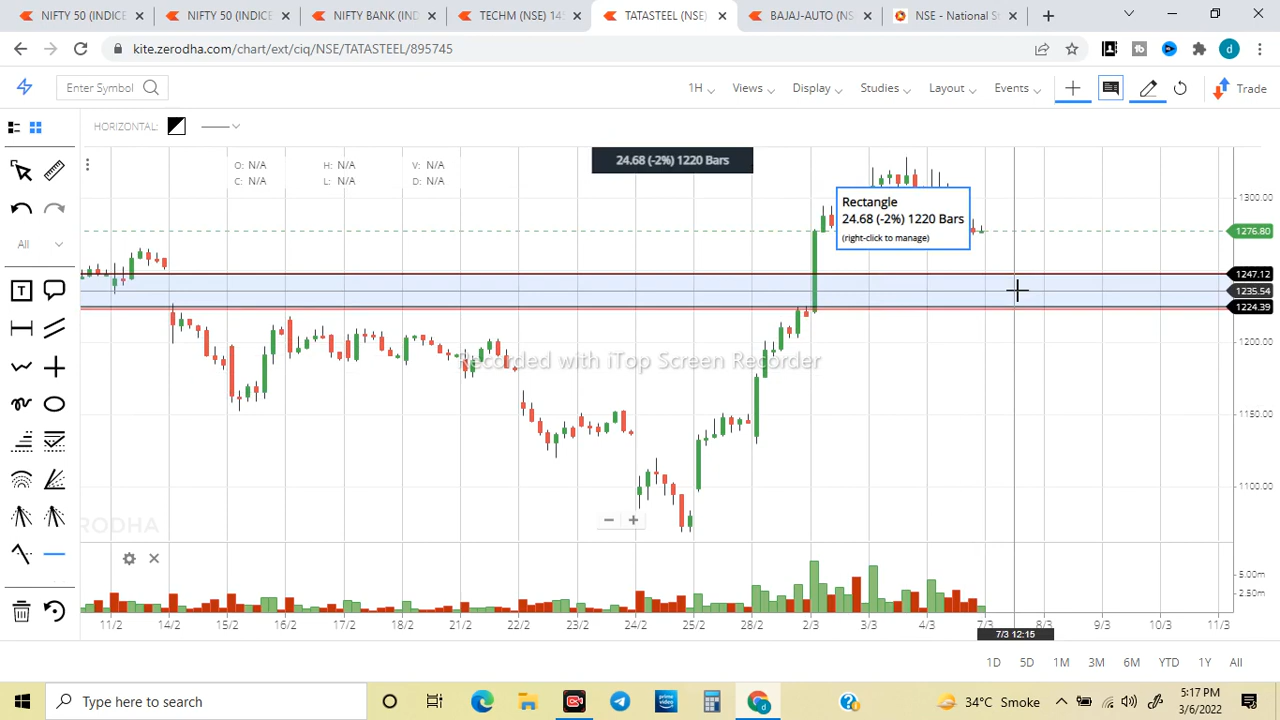 NIFTY 50 (INDICE
NIFTY 50 (INDICE
NIFTY BANK (IND
TECHM (NSE) 145
TATASTEEL (NSE)
BAJAJ-AUTO (NSE)
NSE - National S
kite.zerodha.com/chart/ext/ciq/NSE/TATASTEEL/895745
d
Enter Symbol
1H
Views
Display
Studies
Layout
Events
Trade
HORIZONTAL:
24.68 (-2%) 1220 Bars
O: N/A
H: N/A
V: N/A
C: N/A
L: N/A
D: N/A
Rectangle
24.68 (-2%) 1220 Bars
(right-click to manage)
All
T
1300.00
1276.80
1247.12
1235.54
1224.39
1200.00
1150.00
1100.00
Recorded with iTop Screen Recorder
ZERODHA
5.00m
2.50m
11/2
14/2
15/2
16/2
17/2
18/2
21/2
22/2
23/2
24/2
25/2
28/2
2/3
3/3
4/3
7/3
8/3
9/3
10/3
11/3
7/3 12:15
1D
5D
1M
3M
6M
YTD
1Y
All
Type here to search
34°C Smoke
5:17 PM
3/6/2022